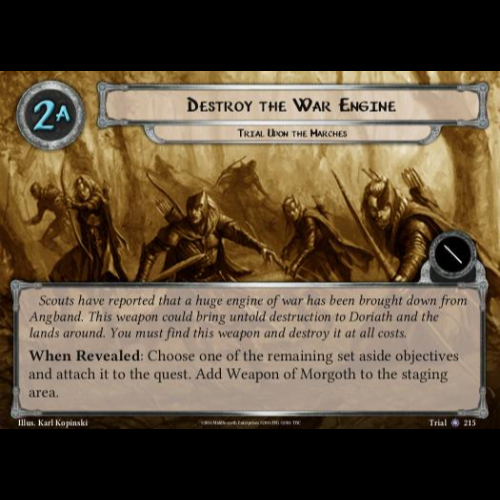 2A
Destroy the War Engine
Trial Upon the Marches
Scouts have reported that a huge engine of war has been brought down from
Angband. This weapon could bring untold destruction to Doriath and the
lands around. You must find this weapon and destroy it at all costs.
When Revealed: Choose one of the remaining set aside objectives
and attach it to the quest. Add Weapon of Morgoth to the staging
area.
Illus. Karl Kopinski
Trial 215